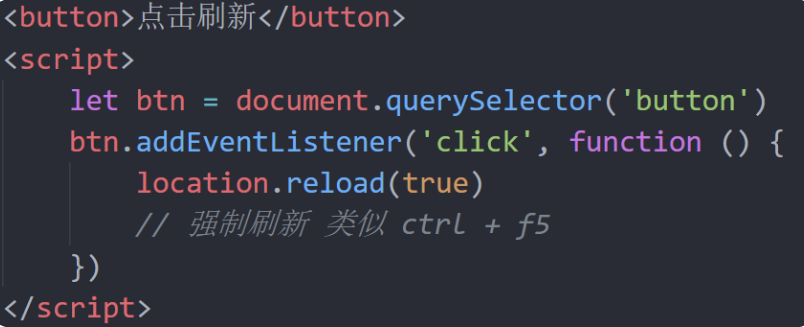 <button>点击刷新</button>
<script>
let btn = document.querySelector('button')
btn.addEventListener('click', function () {
location.reload(true)
// 强制刷新 类似 ctrl + f5
})
</script>